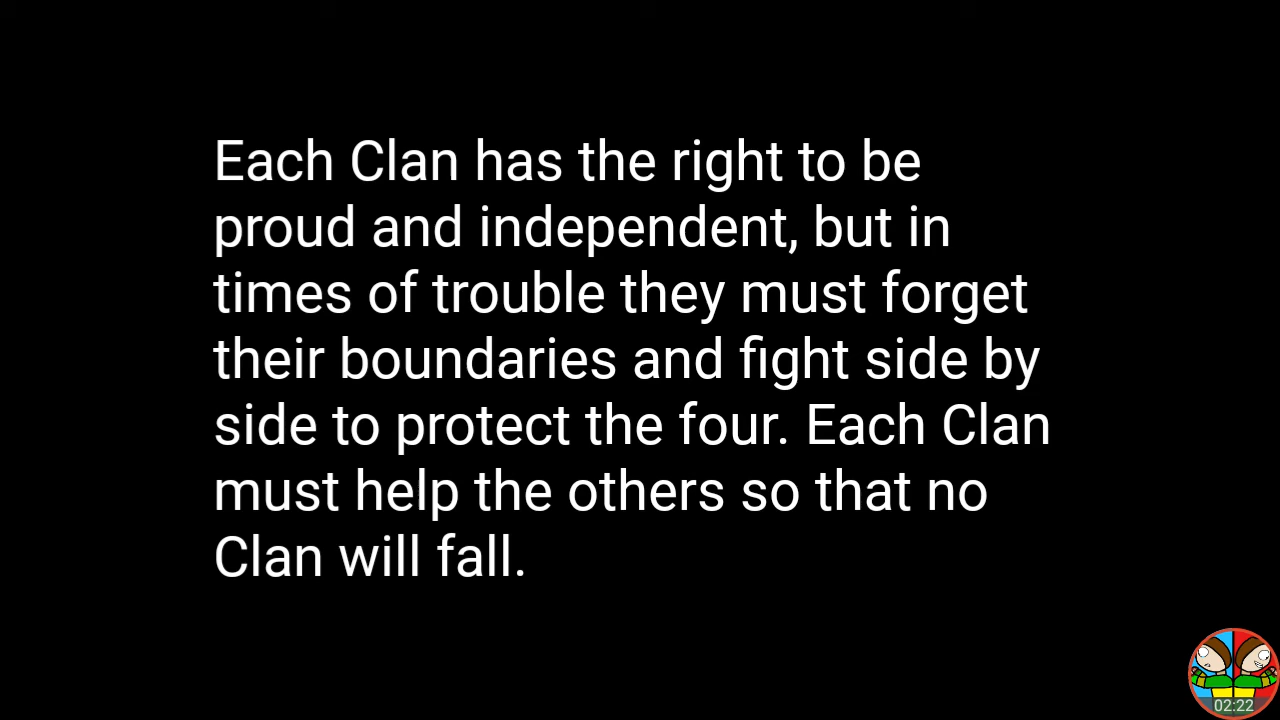 Each Clan has the right to be
proud and independent, but in
times of trouble they must forget
their boundaries and fight side by
side to protect the four. Each Clan
must help the others so that no
Clan will fall.
02:22